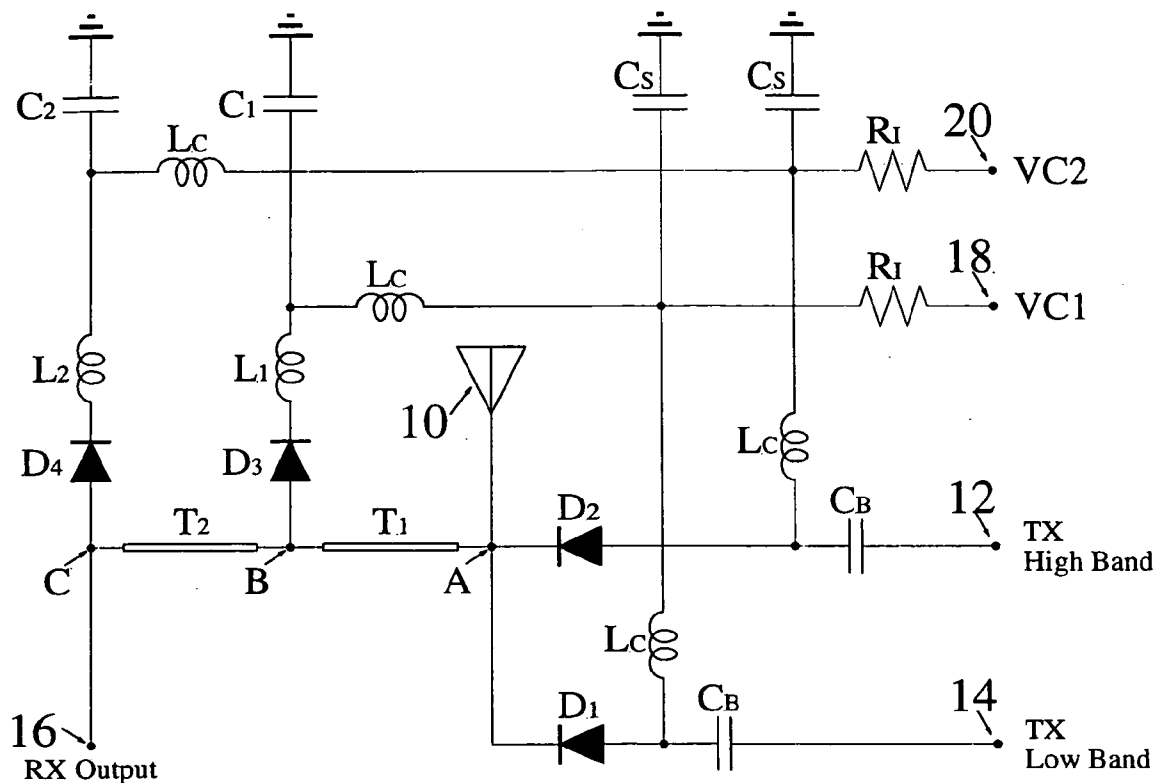 C2
C1
CS
CS
LC
RI
20
VC2
LC
RI
18
VC1
L2
L1
10
LC
D4
D3
D2
CB
12
T2
T1
C
B
A
TX
High Band
LC
D1
CB
14
16
RX Output
TX
Low Band